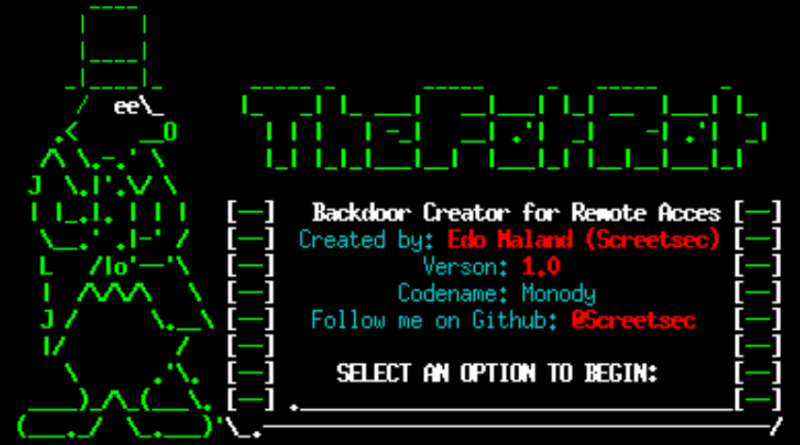 TheFatRat
Backdoor Creator for Remote Acces
Created by: Edo Maland (Screetsec)
Verson: 1.0
Codename: Monody
Follow me on Github: @Screetsec
SELECT AN OPTION TO BEGIN: